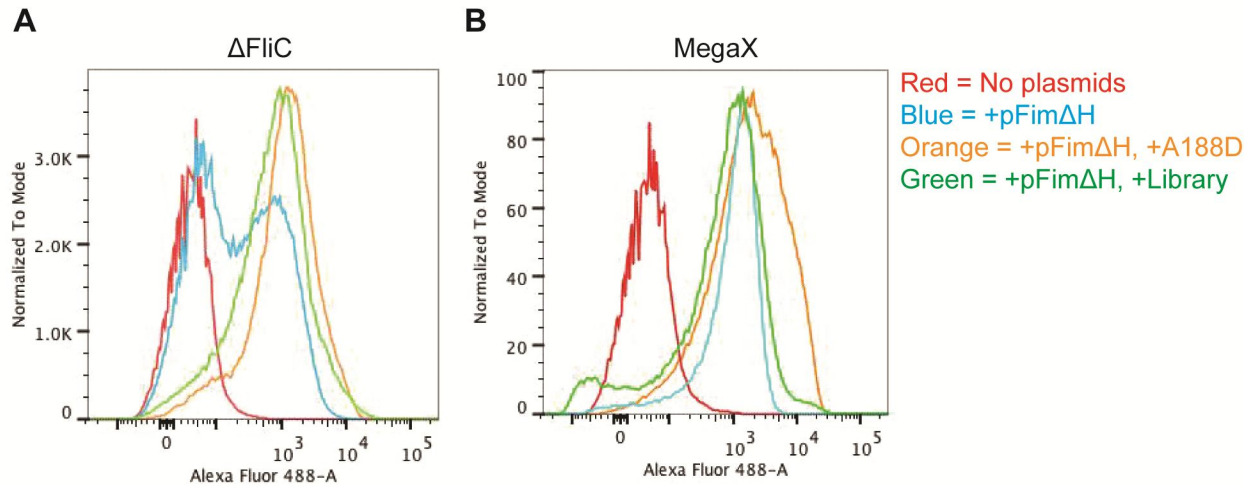 A
ΔFliC
Normalized To Mode
3.0K
2.0K
1.0K
0
0
10^3
10^4
10^5
Alexa Fluor 488-A
B
MegaX
Normalized To Mode
100
80
60
40
20
0
0
10^3
10^4
10^5
Alexa Fluor 488-A
Red = No plasmids
Blue = +pFimΔH
Orange = +pFimΔH, +A188D
Green = +pFimΔH, +Library